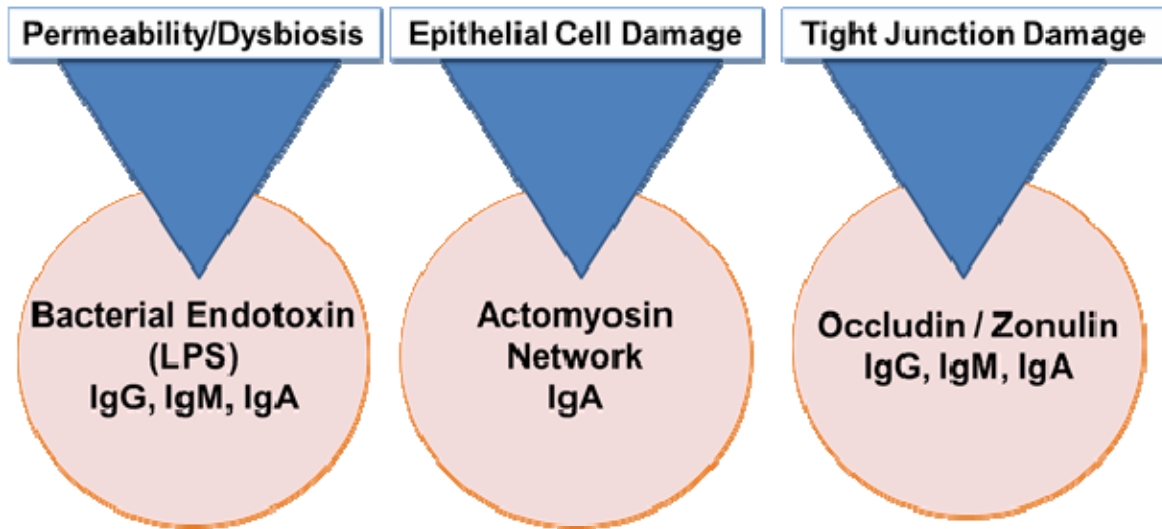 Permeability/Dysbiosis
Epithelial Cell Damage
Tight Junction Damage
Bacterial Endotoxin
(LPS)
IgG, IgM, IgA
Actomyosin
Network
IgA
Occludin / Zonulin
IgG, IgM, IgA